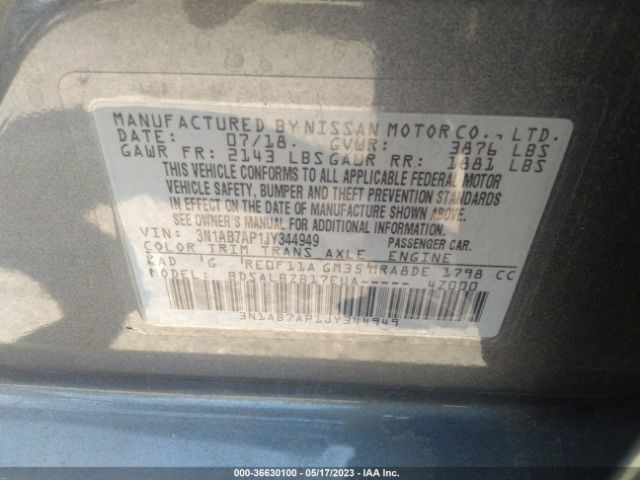 MANUFACTURED BY NISSAN MOTOR CO., LTD.
DATE: 07/18. GVWR: 3876 LBS
GAWR FR: 2143 LBS GAWR RR: 1881 LBS
THIS VEHICLE CONFORMS TO ALL APPLICABLE FEDERAL MOTOR
VEHICLE SAFETY, BUMPER AND THEFT PREVENTION STANDARDS
IN EFFECT ON THE DATE OF MANUFACTURE SHOWN ABOVE.
SEE OWNER'S MANUAL FOR ADDITIONAL INFORMATION.
VIN: 3N1AB7AP1JY344949 PASSENGER CAR.
COLOR TRIM TRANS AXLE ENGINE
KAD G RE0F11A GM35 MRA8DE 1798 CC
MODEL: BDSALBZB17EHA----- 4Z000
3N1AB7AP1JY344949
000-36630100 - 05/17/2023 - IAA Inc.